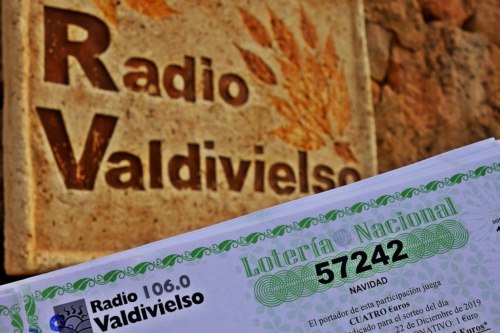 Radio
Valdivielso
Radio 106.0
Valdivielso
Lotería Nacional
57242
NAVIDAD
El portador de esta participación juega
CUATRO Euros
dicado para el sorteo del día
22 de Diciembre de 2019
1 Euro